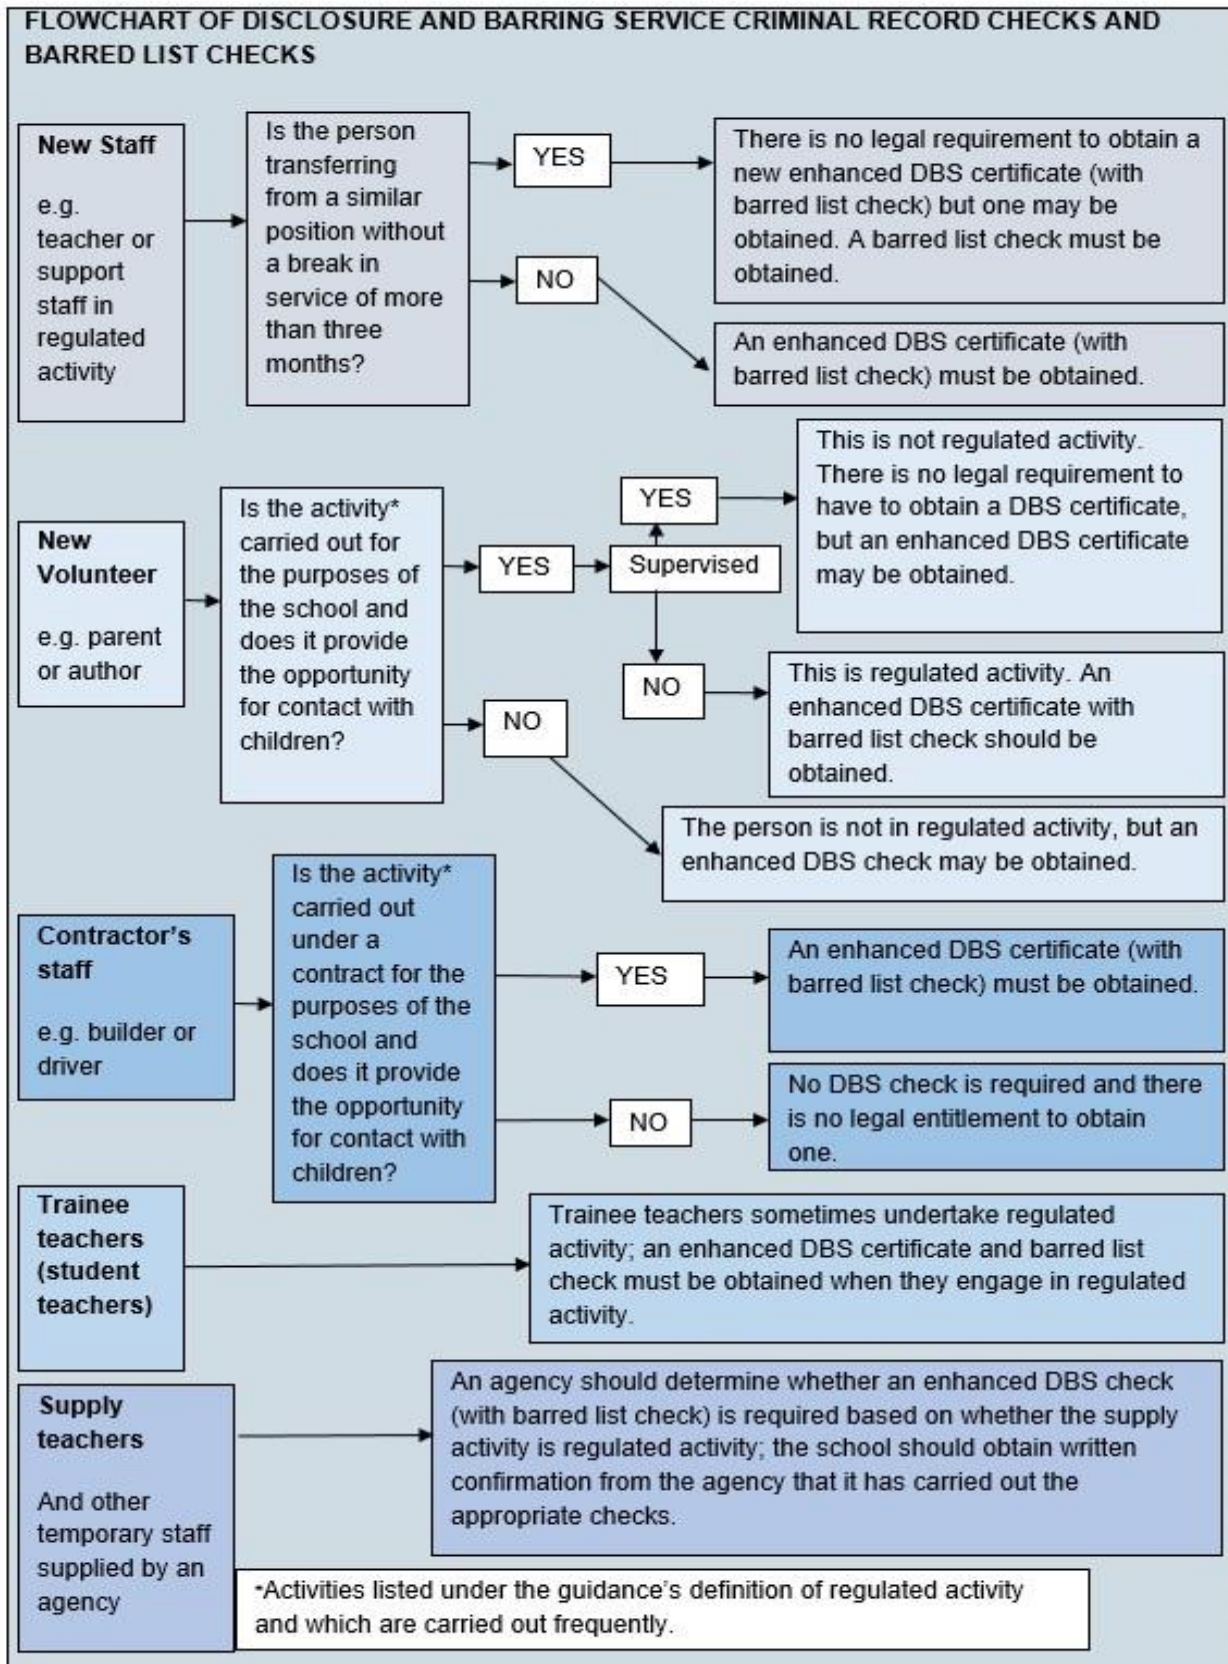 FLOWCHART OF DISCLOSURE AND BARRING SERVICE CRIMINAL RECORD CHECKS AND
BARRED LIST CHECKS
New Staff
e.g.
teacher or
support
staff in
regulated
activity
Is the person
transferring
from a similar
position without
a break in
service of more
than three
months?
YES
There is no legal requirement to obtain a
new enhanced DBS certificate (with
barred list check) but one may be
obtained. A barred list check must be
obtained.
NO
An enhanced DBS certificate (with
barred list check) must be obtained.
New
Volunteer
e.g. parent
or author
Is the activity*
carried out for
the purposes of
the school and
does it provide
the opportunity
for contact with
children?
YES
Supervised
YES
This is not regulated activity.
There is no legal requirement to
have to obtain a DBS certificate,
but an enhanced DBS certificate
may be obtained.
NO
This is regulated activity. An
enhanced DBS certificate with
barred list check should be
obtained.
NO
The person is not in regulated activity, but an
enhanced DBS check may be obtained.
Contractor's
staff
e.g. builder or
driver
Is the activity*
carried out
under a
contract for the
purposes of the
school and
does it provide
the opportunity
for contact with
children?
YES
An enhanced DBS certificate (with
barred list check) must be obtained.
NO
No DBS check is required and there
is no legal entitlement to obtain
one.
Trainee
teachers
(student
teachers)
Trainee teachers sometimes undertake regulated
activity; an enhanced DBS certificate and barred list
check must be obtained when they engage in regulated
activity.
Supply
teachers
And other
temporary staff
supplied by an
agency
An agency should determine whether an enhanced DBS check
(with barred list check) is required based on whether the supply
activity is regulated activity; the school should obtain written
confirmation from the agency that it has carried out the
appropriate checks.
*Activities listed under the guidance's definition of regulated activity
and which are carried out frequently.